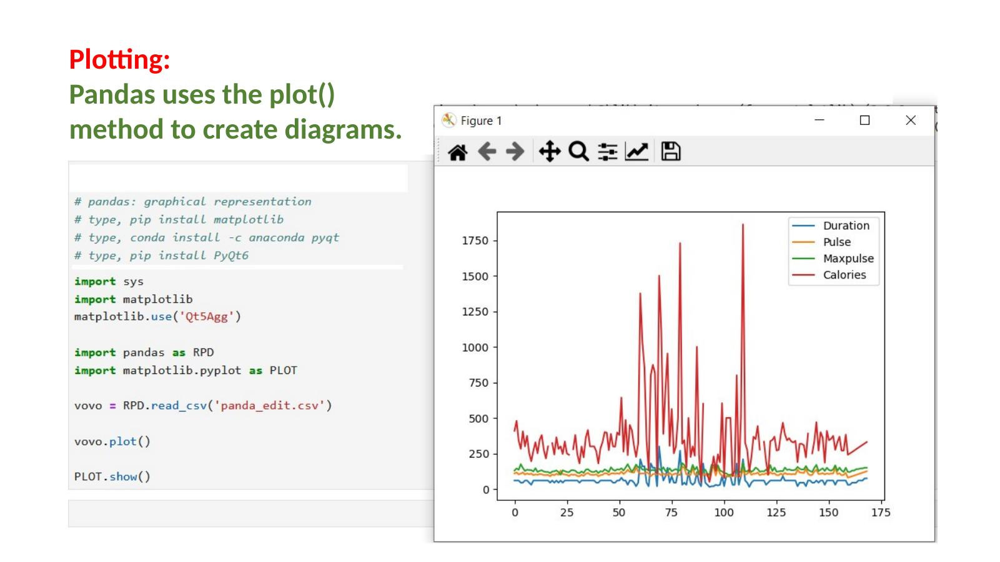 Plotting:
Pandas uses the plot()
method to create diagrams.
# pandas: graphical representation
# type, pip install matplotlib
# type, conda install -c anaconda pyqt
# type, pip install PyQt6
import sys
import matplotlib
matplotlib.use('Qt5Agg')
import pandas as RPD
import matplotlib.pyplot as PLOT
vovo = RPD.read_csv('panda_edit.csv')
vovo.plot()
PLOT.show()
Figure 1
Duration
Pulse
Maxpulse
Calories
1750
1500
1250
1000
750
500
250
0
0 25 50 75 100 125 150 175